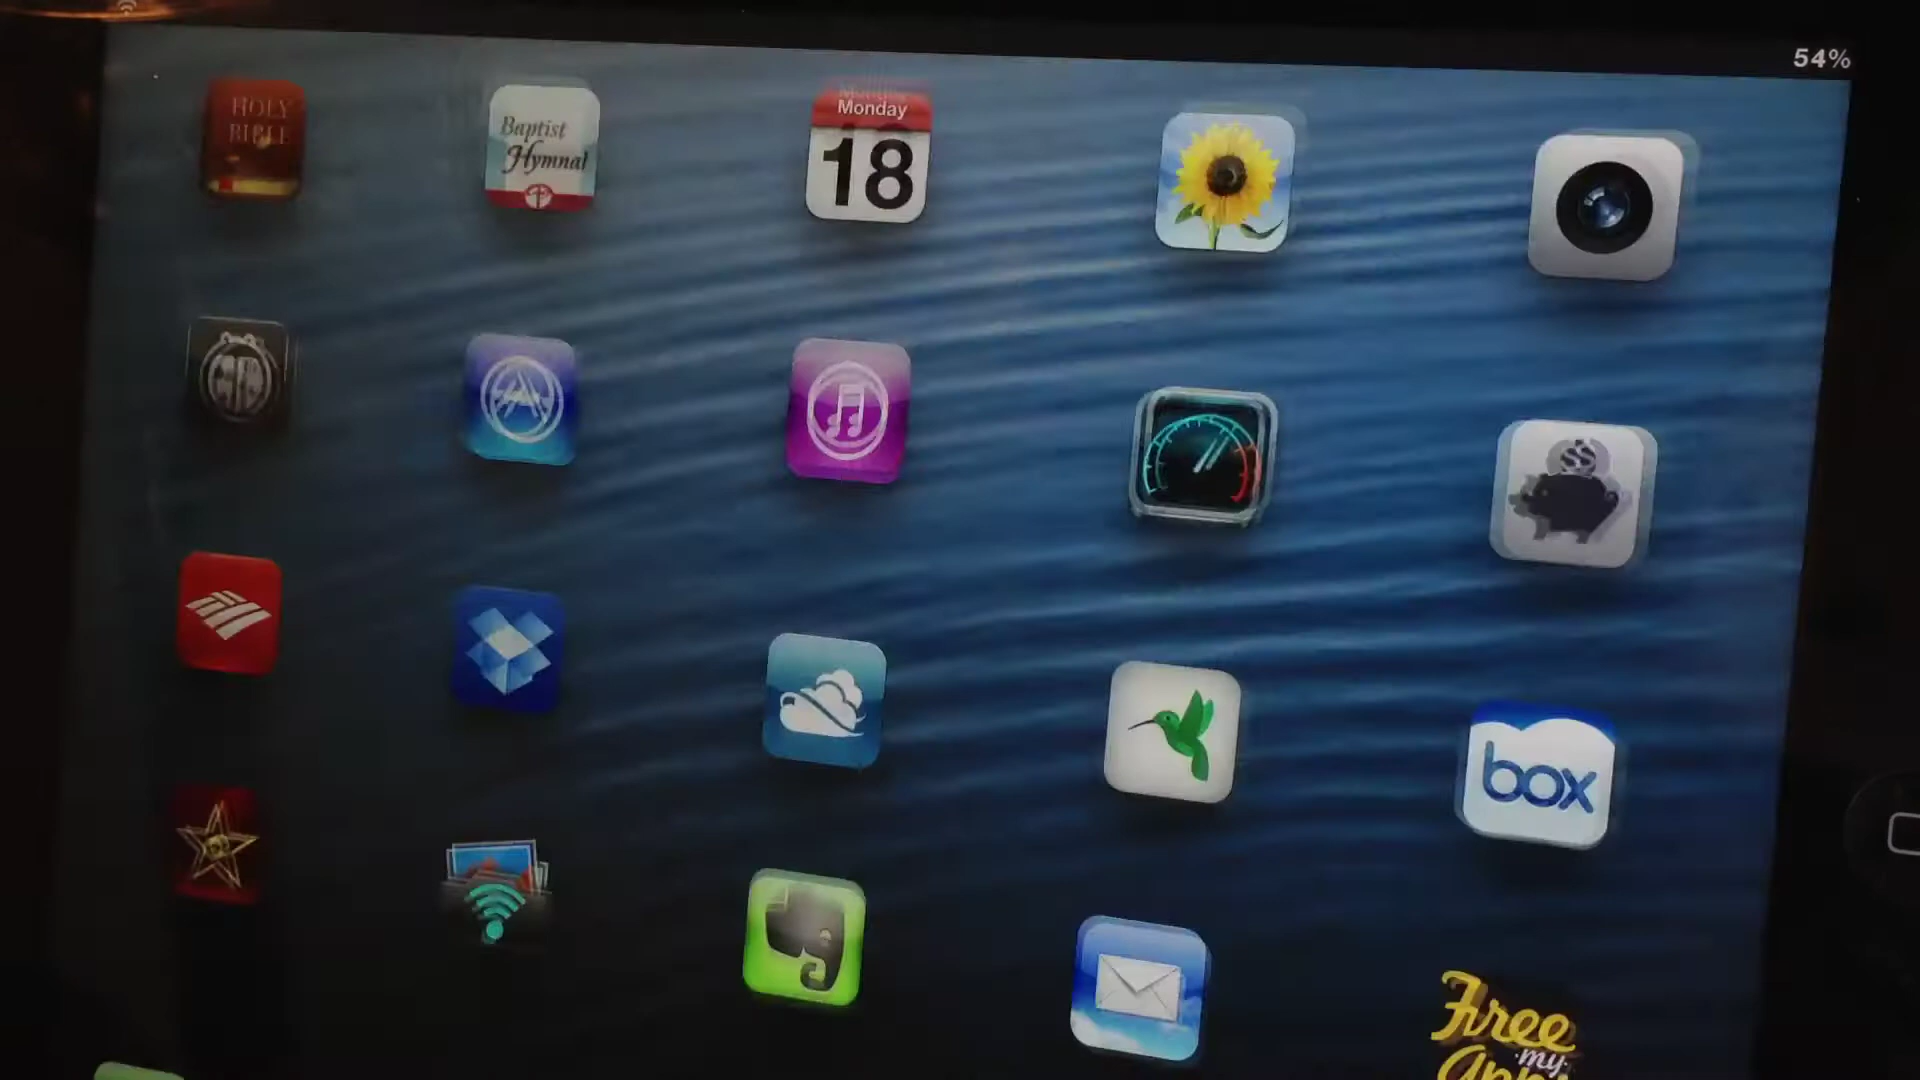 54%
HOLY
BIBLE
Baptist
Hymnal
Monday
18
$
box
Free
my